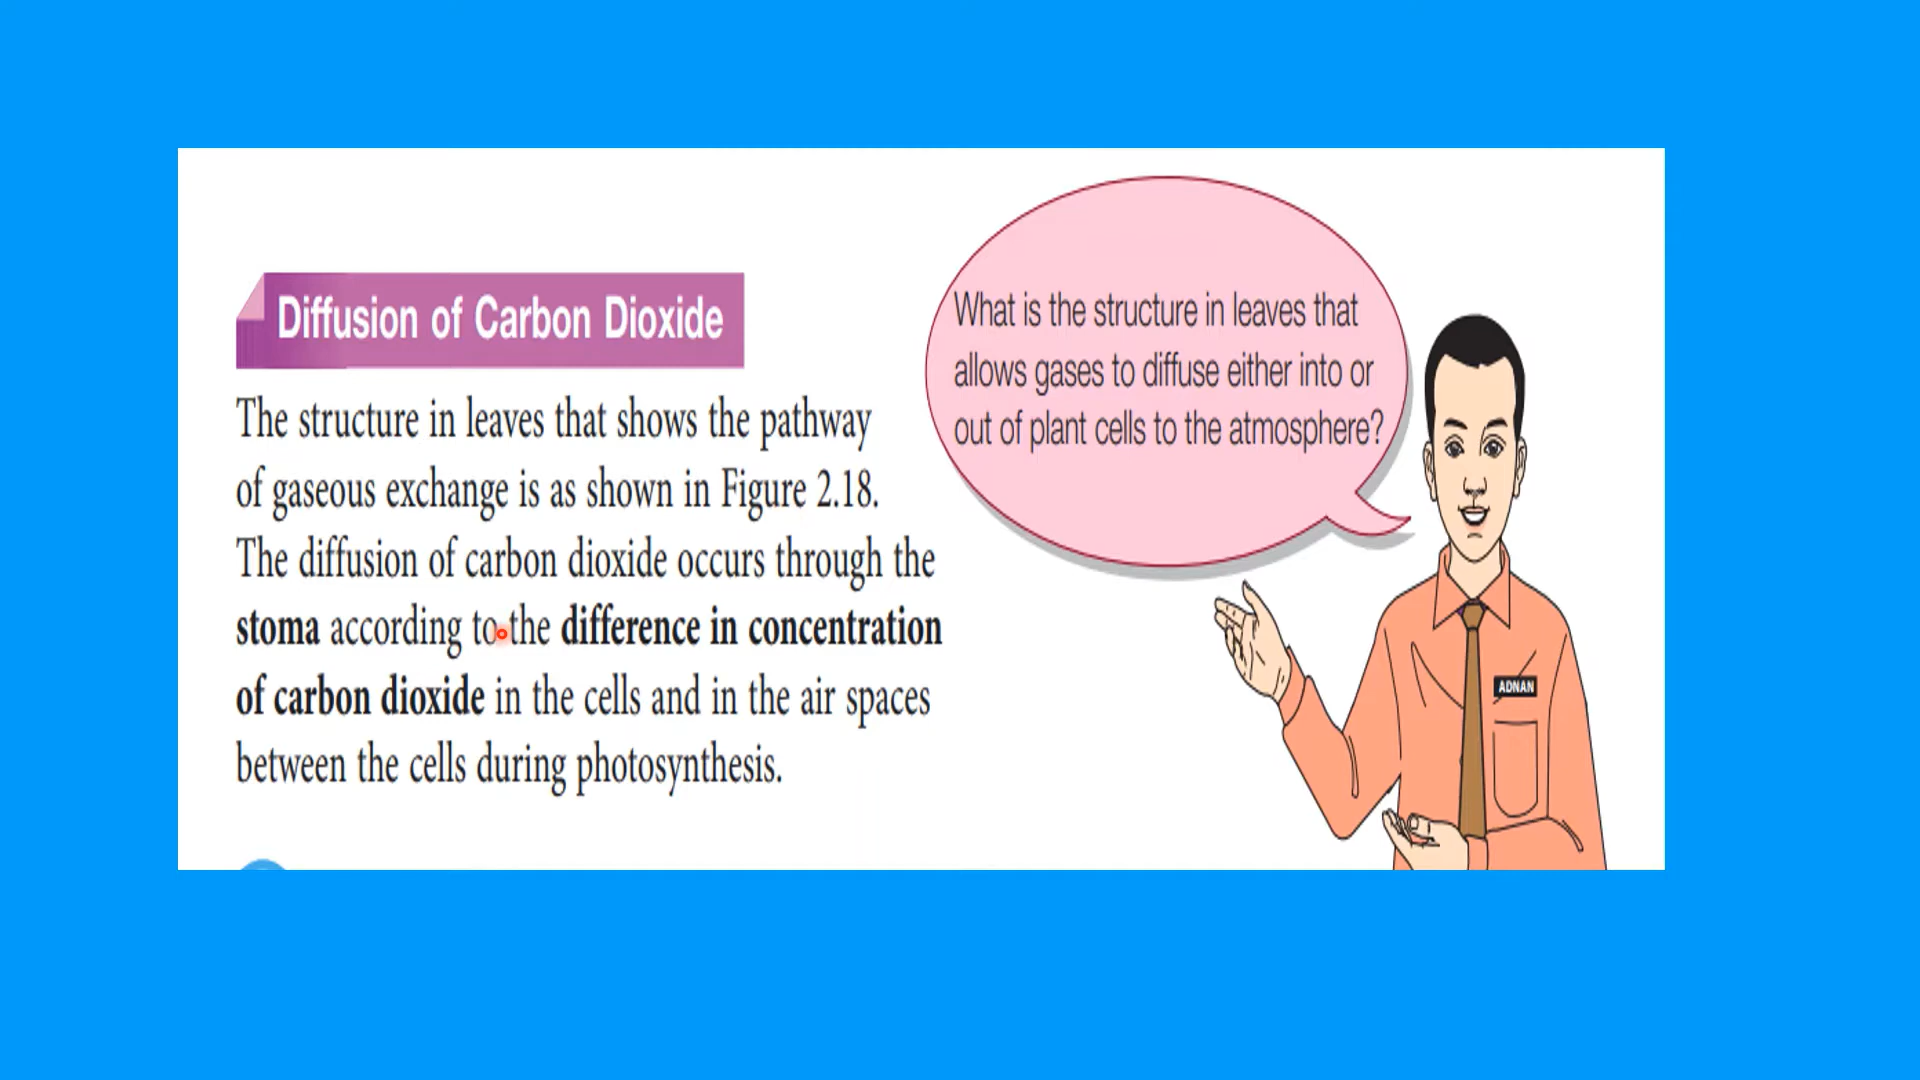 Diffusion of Carbon Dioxide
The structure in leaves that shows the pathway
of gaseous exchange is as shown in Figure 2.18.
The diffusion of carbon dioxide occurs through the
stoma according to the difference in concentration
of carbon dioxide in the cells and in the air spaces
between the cells during photosynthesis.
What is the structure in leaves that
allows gases to diffuse either into or
out of plant cells to the atmosphere?
ADNAN